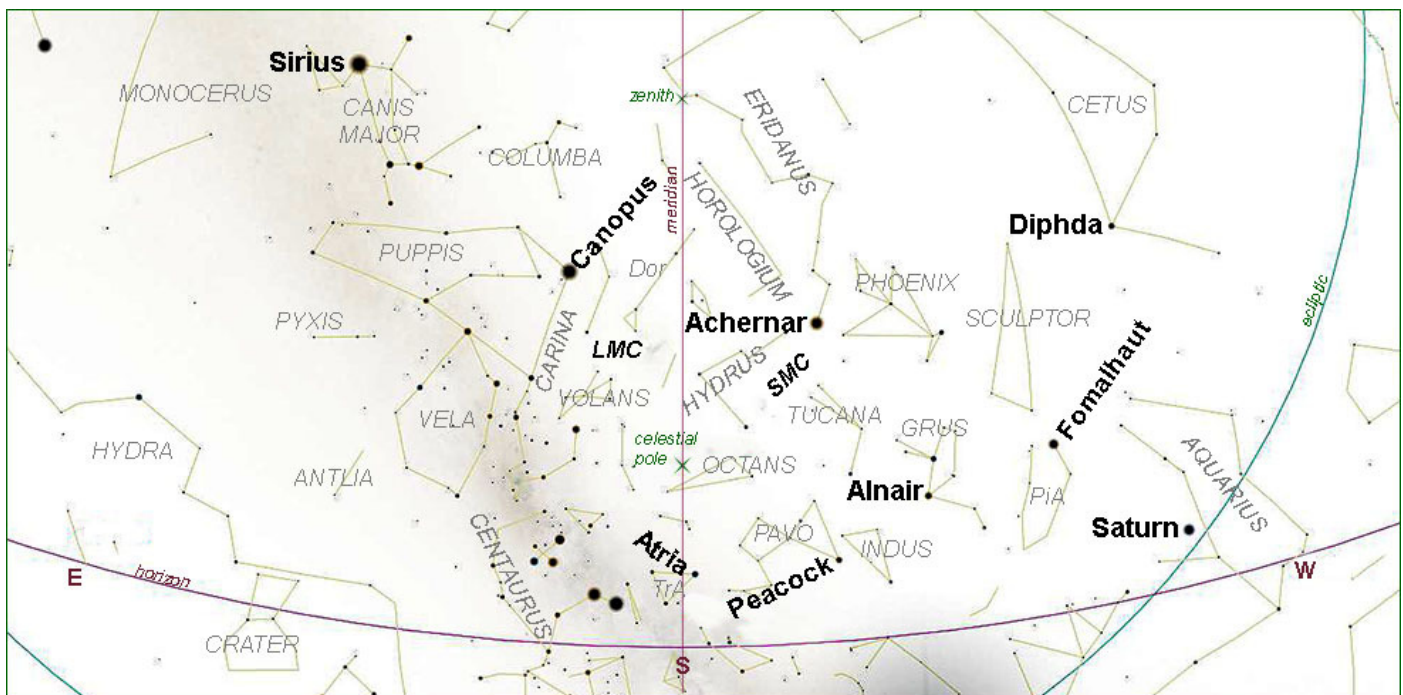 Sirius
MONOCERUS
CANIS
MAJOR
COLUMBA
zenith
ERIDANUS
CETUS
meridian
HOROLOGIUM
Canopus
PUPPIS
Dor
PHOENIX
Diphda
ecliptic
PYXIS
CARINA
LMC
Achernar
SCULPTOR
HYDRUS
SMC
Fomalhaut
VOLANS
TUCANA
VELA
GRUS
HYDRA
celestial
pole
OCTANS
AQUARIUS
ANTLIA
Alnair
PiA
CENTAURUS
Atria
PAVO
INDUS
Saturn
E
horizon
TrA
Peacock
W
CRATER
S